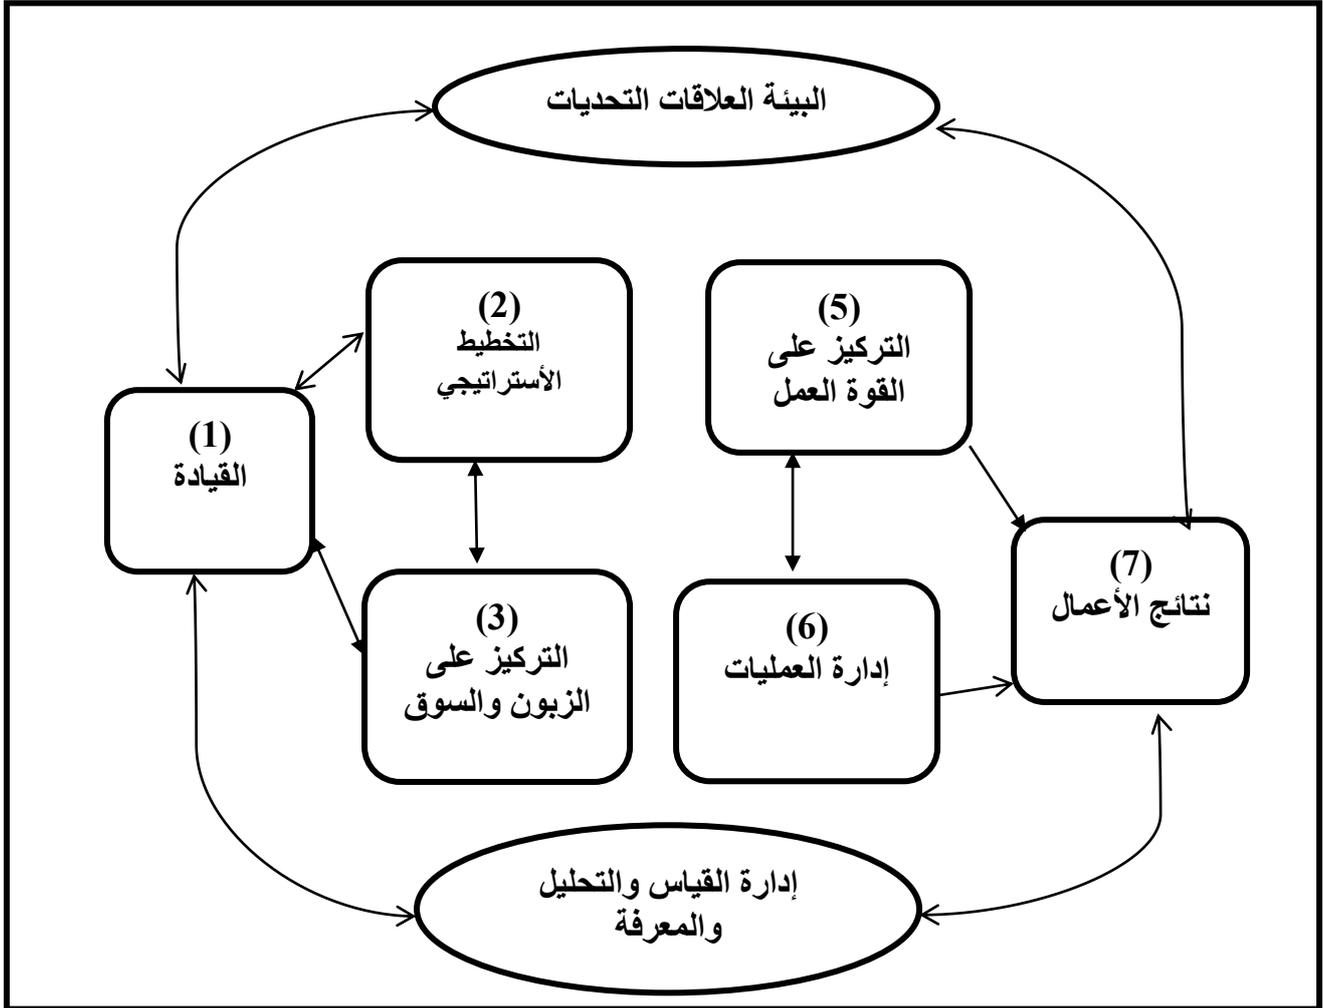 البيئة العلاقات التحديات
(1)
القيادة
(2)
التخطيط
الأستراتيجي
(3)
التركيز على
الزبون والسوق
(5)
التركيز على
القوة العمل
(6)
إدارة العمليات
(7)
نتائج الأعمال
إدارة القياس والتحليل
والمعرفة